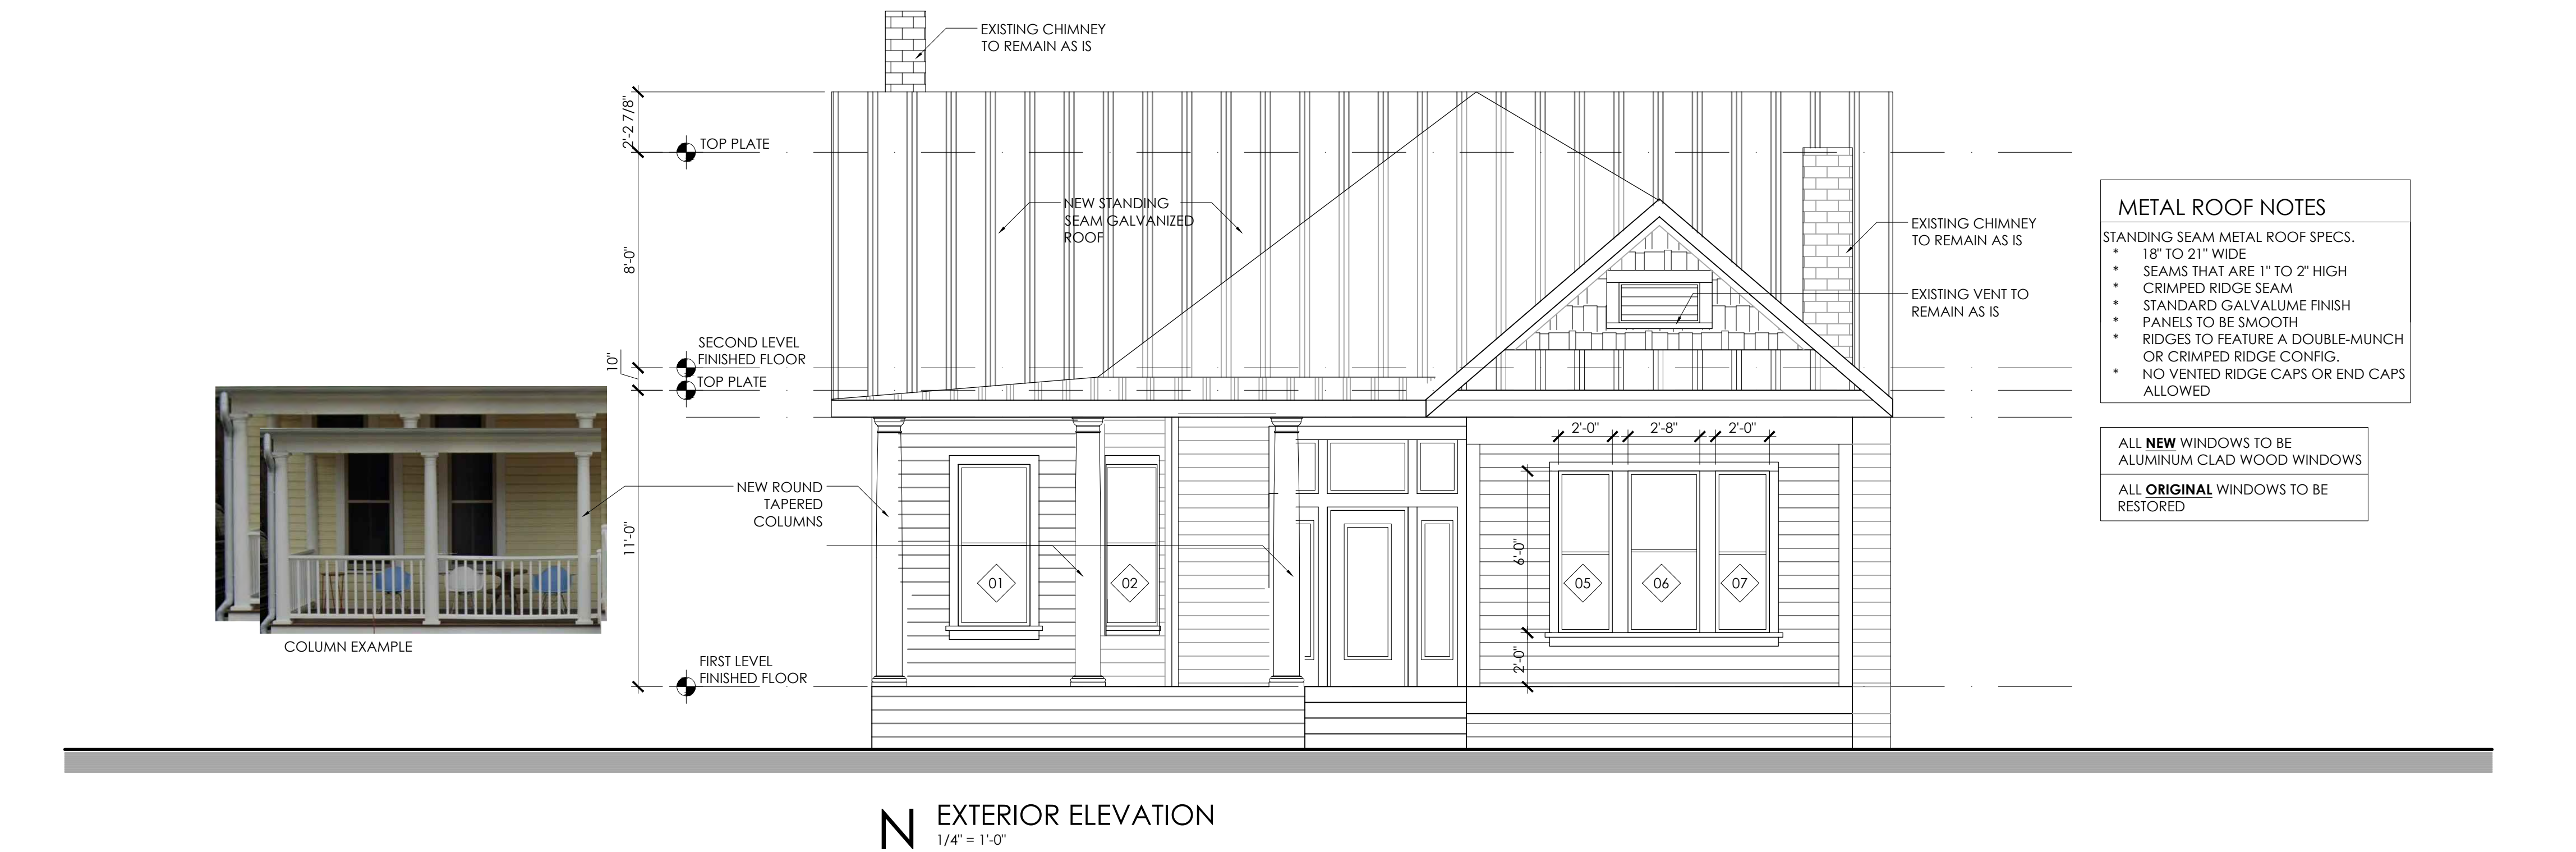 EXISTING CHIMNEY
TO REMAIN AS IS
2'-2 7/8"
TOP PLATE
NEW STANDING
SEAM GALVANIZED
ROOF
8'-0"
EXISTING CHIMNEY
TO REMAIN AS IS
EXISTING VENT TO
REMAIN AS IS
METAL ROOF NOTES
STANDING SEAM METAL ROOF SPECS.
* 18" TO 21" WIDE
* SEAMS THAT ARE 1" TO 2" HIGH
* CRIMPED RIDGE SEAM
* STANDARD GALVALUME FINISH
* PANELS TO BE SMOOTH
* RIDGES TO FEATURE A DOUBLE-MUNCH
OR CRIMPED RIDGE CONFIG.
* NO VENTED RIDGE CAPS OR END CAPS
ALLOWED
SECOND LEVEL
FINISHED FLOOR
10"
TOP PLATE
ALL NEW WINDOWS TO BE
ALUMINUM CLAD WOOD WINDOWS
ALL ORIGINAL WINDOWS TO BE
RESTORED
2'-0" 2'-8" 2'-0"
NEW ROUND
TAPERED
COLUMNS
11'-0"
6'-0"
01 02 05 06 07
COLUMN EXAMPLE
2'-0"
FIRST LEVEL
FINISHED FLOOR
N EXTERIOR ELEVATION
1/4" = 1'-0"